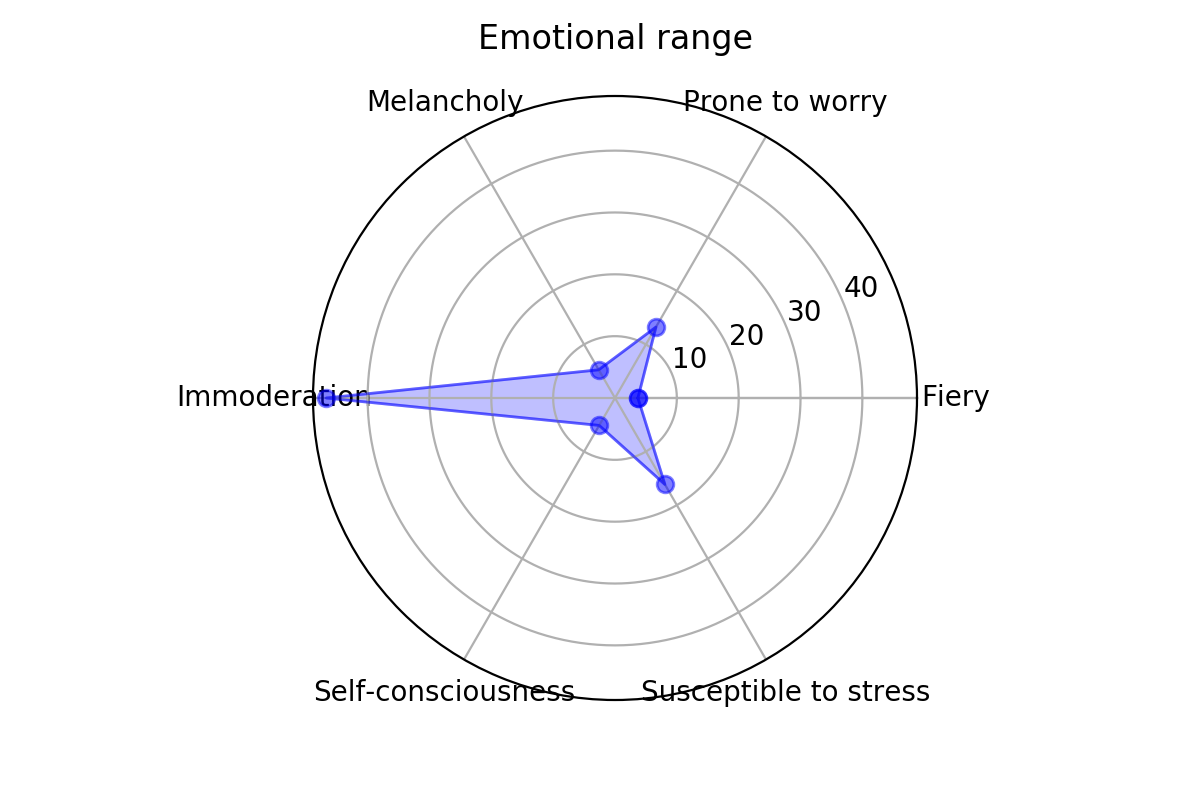 Emotional range
Melancholy
Prone to worry
40
30
20
10
Immoderation
Fiery
Self-consciousness
Susceptible to stress